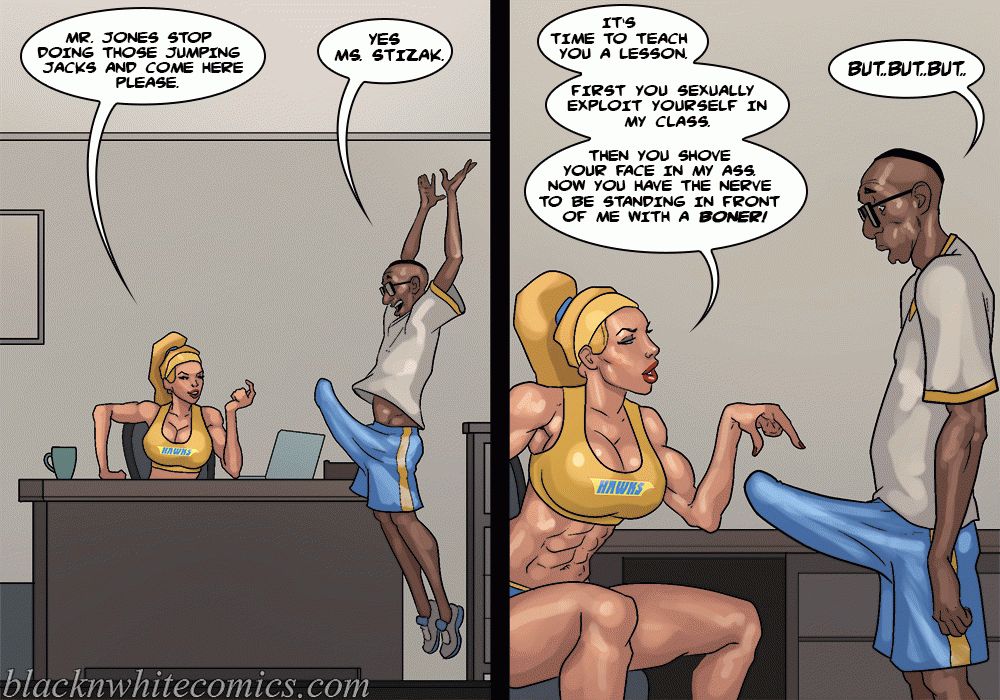 MR. JONES STOP
DOING THOSE JUMPING
JACKS AND COME HERE
PLEASE.
YES
MS. STIZAK.
HAWKS
IT'S
TIME TO TEACH
YOU A LESSON.
FIRST YOU SEXUALLY
EXPLOIT YOURSELF IN
MY CLASS.
THEN YOU SHOVE
YOUR FACE IN MY ASS.
NOW YOU HAVE THE NERVE
TO BE STANDING IN FRONT
OF ME WITH A BONER!
BUT..BUT..BUT..
HAWKS
blacknwhitecomics.com